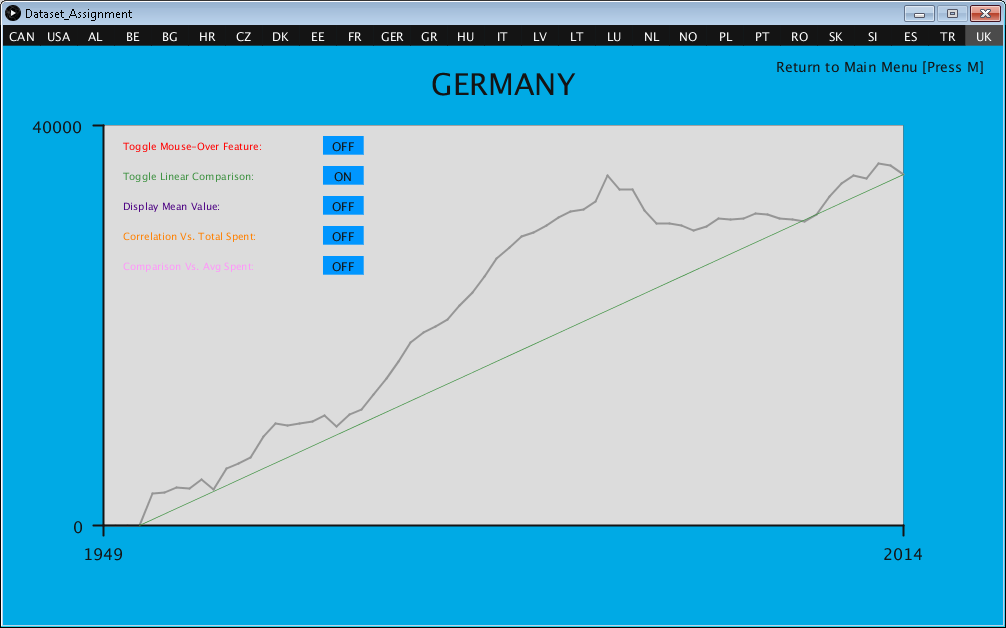 Dataset_Assignment
CAN USA AL BE BG HR CZ DK EE FR GER GR HU IT LV LT LU NL NO PL PT RO SK SI ES TR UK
Return to Main Menu [Press M]
GERMANY
40000
Toggle Mouse-Over Feature: OFF
Toggle Linear Comparison: ON
Display Mean Value: OFF
Correlation Vs. Total Spent: OFF
Comparison Vs. Avg Spent: OFF
0
1949 2014